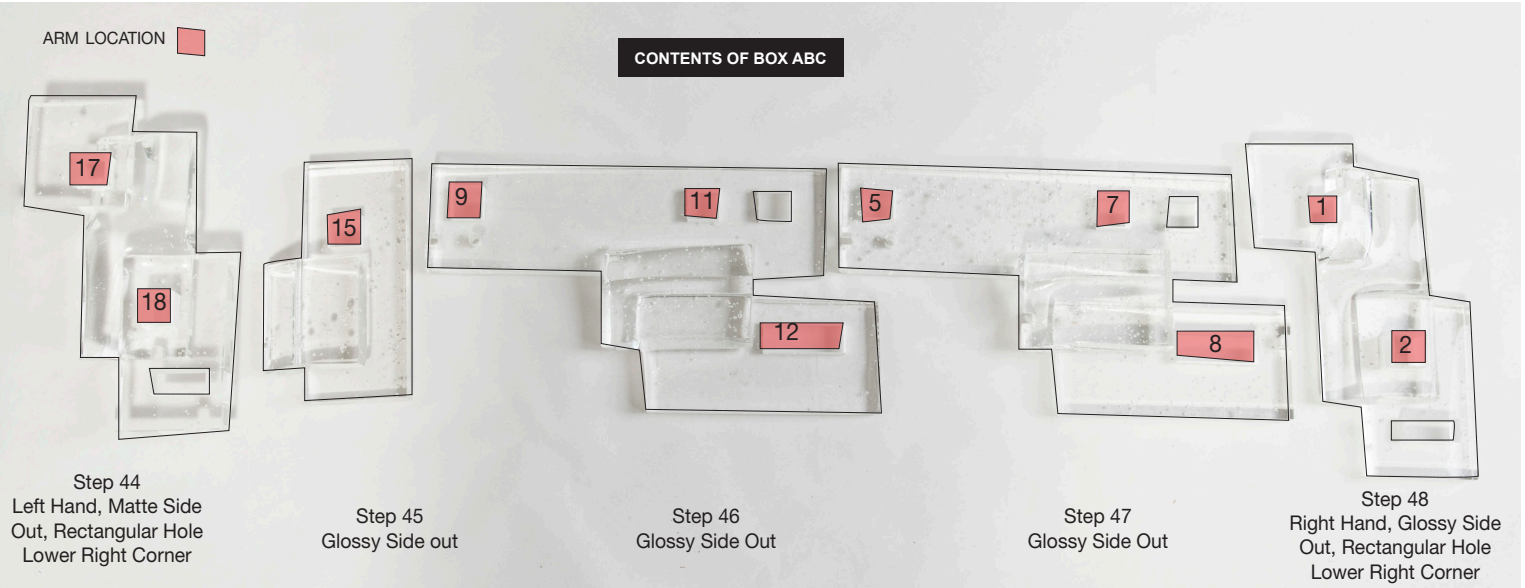 ARM LOCATION
CONTENTS OF BOX ABC
17
18
15
9
11
12
5
7
8
1
2
Step 44
Left Hand, Matte Side
Out, Rectangular Hole
Lower Right Corner
Step 45
Glossy Side out
Step 46
Glossy Side Out
Step 47
Glossy Side Out
Step 48
Right Hand, Glossy Side
Out, Rectangular Hole
Lower Right Corner